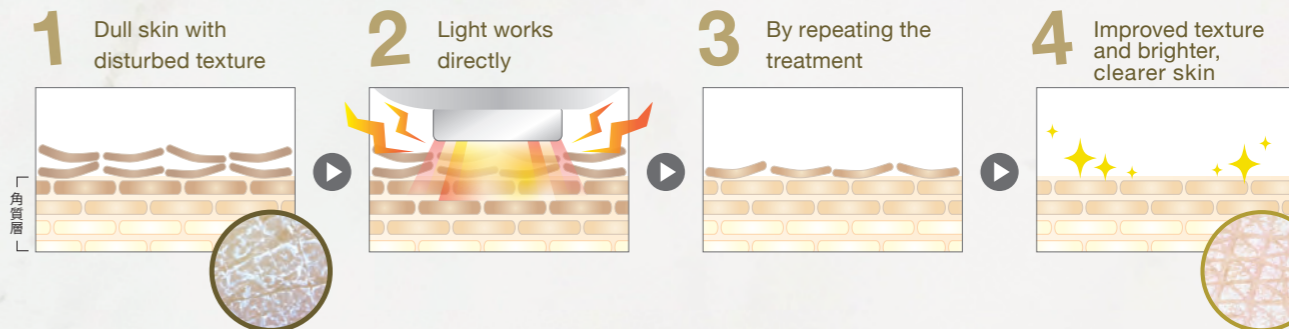 1
Dull skin with
disturbed texture
2
Light works
directly
3
By repeating the
treatment
4
Improved texture
and brighter,
clearer skin
角質層